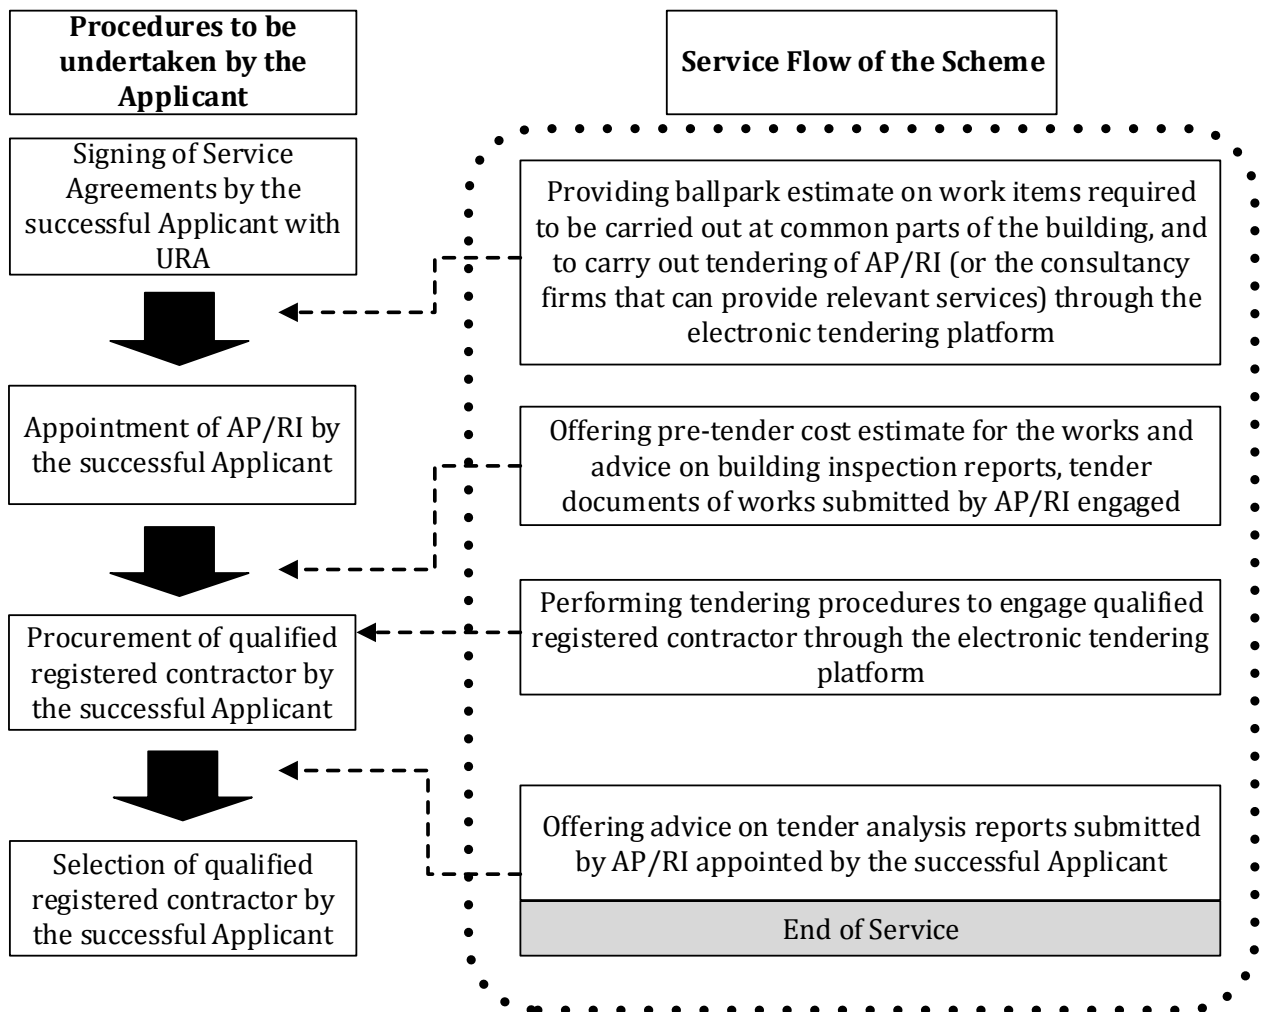 Procedures to be
undertaken by the
Applicant
Service Flow of the Scheme
Signing of Service
Agreements by the
successful Applicant with
URA
Providing ballpark estimate on work items required
to be carried out at common parts of the building, and
to carry out tendering of AP/RI (or the consultancy
firms that can provide relevant services) through the
electronic tendering platform
Appointment of AP/RI by
the successful Applicant
Offering pre-tender cost estimate for the works and
advice on building inspection reports, tender
documents of works submitted by AP/RI engaged
Procurement of qualified
registered contractor by
the successful Applicant
Performing tendering procedures to engage qualified
registered contractor through the electronic tendering
platform
Selection of qualified
registered contractor by
the successful Applicant
Offering advice on tender analysis reports submitted
by AP/RI appointed by the successful Applicant
End of Service